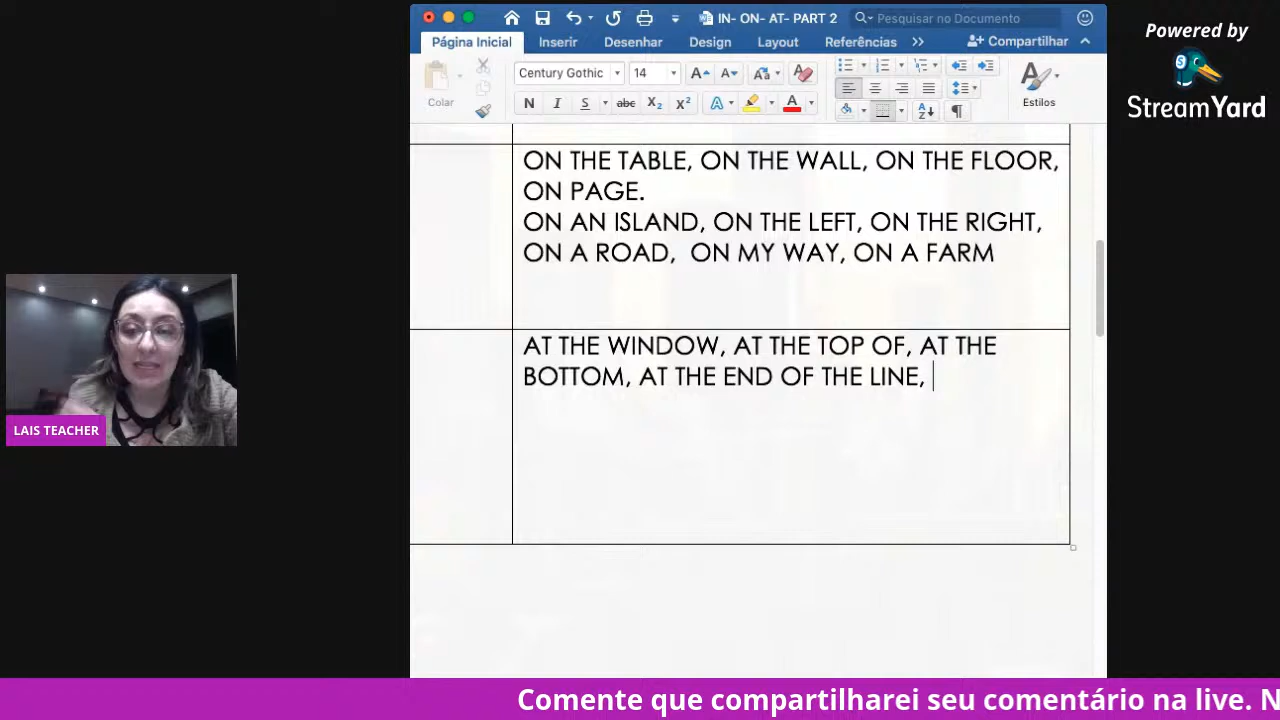 IN- ON- AT- PART 2
Pesquisar no Documento
Página Inicial Inserir Desenhar Design Layout Referências Compartilhar
Colar
Century Gothic 14
N I S abc X₂ X² A A
Estilos
ON THE TABLE, ON THE WALL, ON THE FLOOR,
ON PAGE.
ON AN ISLAND, ON THE LEFT, ON THE RIGHT,
ON A ROAD, ON MY WAY, ON A FARM
AT THE WINDOW, AT THE TOP OF, AT THE
BOTTOM, AT THE END OF THE LINE,
LAIS TEACHER
Powered by
StreamYard
Comente que compartilharei seu comentário na live. N